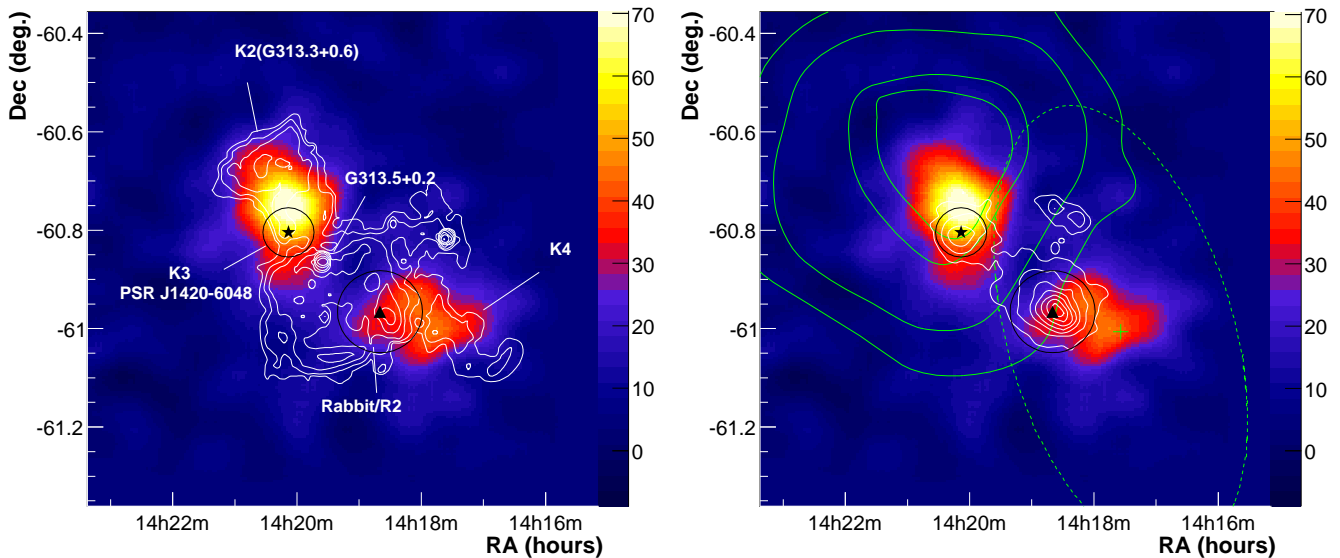 Dec (deg.)
-60.4
-60.6
-60.8
-61
-61.2
K2(G313.3+0.6)
G313.5+0.2
K3
PSR J1420-6048
K4
Rabbit/R2
14h22m
14h20m
14h18m
14h16m
RA (hours)
70
60
50
40
30
20
10
0
Dec (deg.)
-60.4
-60.6
-60.8
-61
-61.2
14h22m
14h20m
14h18m
14h16m
RA (hours)
70
60
50
40
30
20
10
0